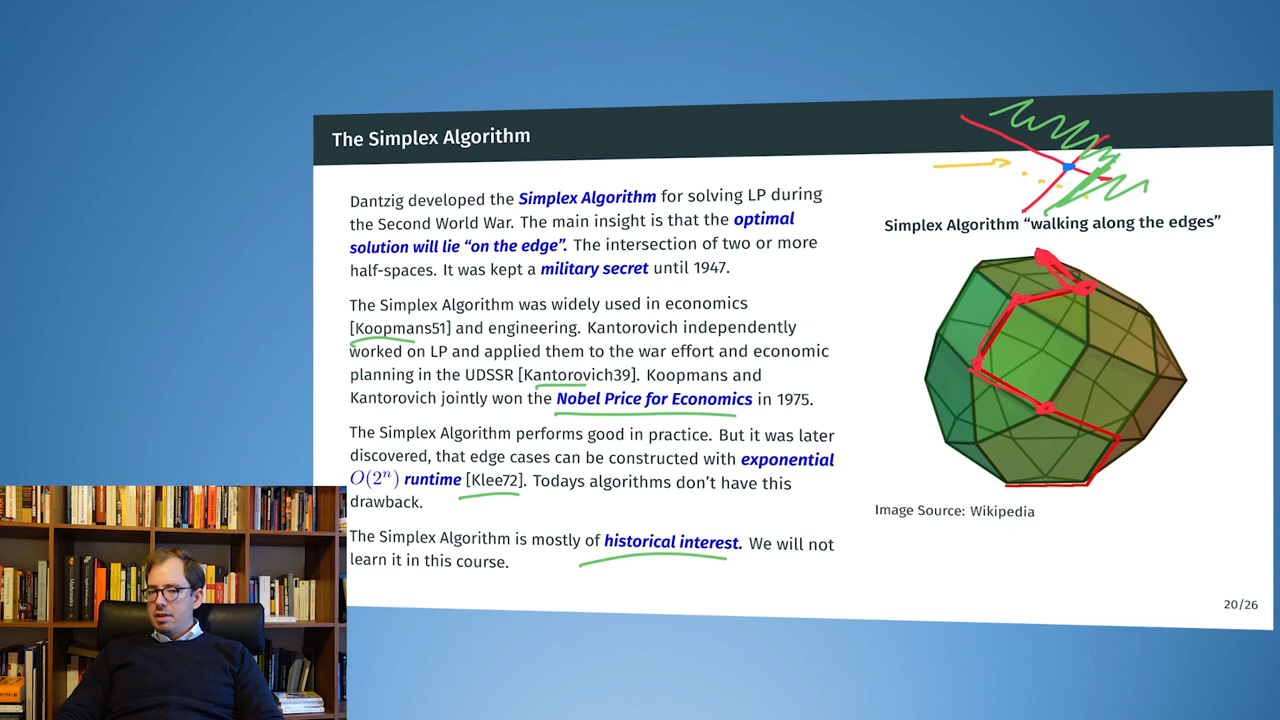 The Simplex Algorithm
Dantzig developed the Simplex Algorithm for solving LP during
the Second World War. The main insight is that the optimal
solution will lie “on the edge”. The intersection of two or more
half-spaces. It was kept a military secret until 1947.
The Simplex Algorithm was widely used in economics
[Koopmans51] and engineering. Kantorovich independently
worked on LP and applied them to the war effort and economic
planning in the UDSSR [Kantorovich39]. Koopmans and
Kantorovich jointly won the Nobel Price for Economics in 1975.
The Simplex Algorithm performs good in practice. But it was later
discovered, that edge cases can be constructed with exponential
O(2ⁿ) runtime [Klee72]. Todays algorithms don’t have this
drawback.
The Simplex Algorithm is mostly of historical interest. We will not
learn it in this course.
Simplex Algorithm “walking along the edges”
Image Source: Wikipedia
20/26